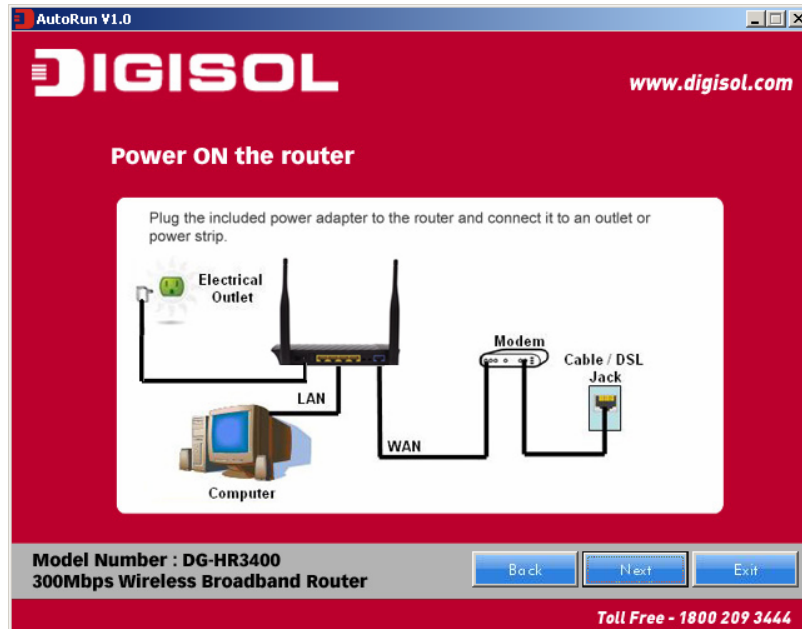 AutoRun V1.0
DIGISOL
www.digisol.com
Power ON the router
Plug the included power adapter to the router and connect it to an outlet or
power strip.
Electrical
Outlet
Modem
Cable / DSL
Jack
LAN
WAN
Computer
Model Number : DG-HR3400
300Mbps Wireless Broadband Router
Back
Next
Exit
Toll Free - 1800 209 3444